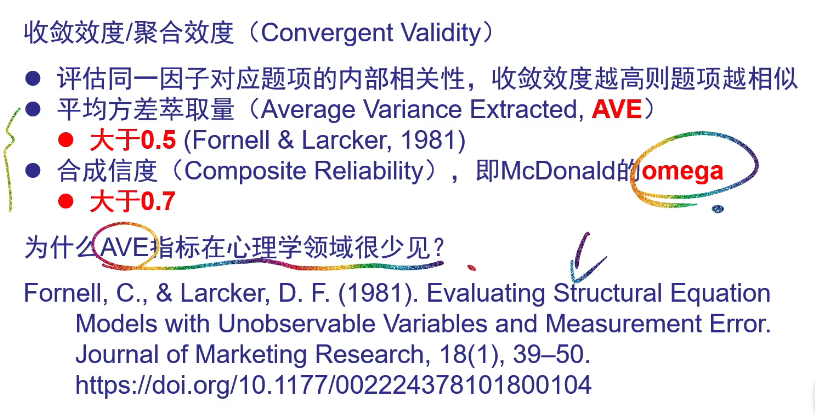 收敛效度/聚合效度（Convergent Validity）
● 评估同一因子对应题项的内部相关性，收敛效度越高则题项越相似
● 平均方差萃取量（Average Variance Extracted, AVE）
● 大于0.5 (Fornell & Larcker, 1981)
● 合成信度（Composite Reliability），即McDonald的omega
● 大于0.7
为什么AVE指标在心理学领域很少见？
Fornell, C., & Larcker, D. F. (1981). Evaluating Structural Equation
Models with Unobservable Variables and Measurement Error.
Journal of Marketing Research, 18(1), 39–50.
https://doi.org/10.1177/002224378101800104